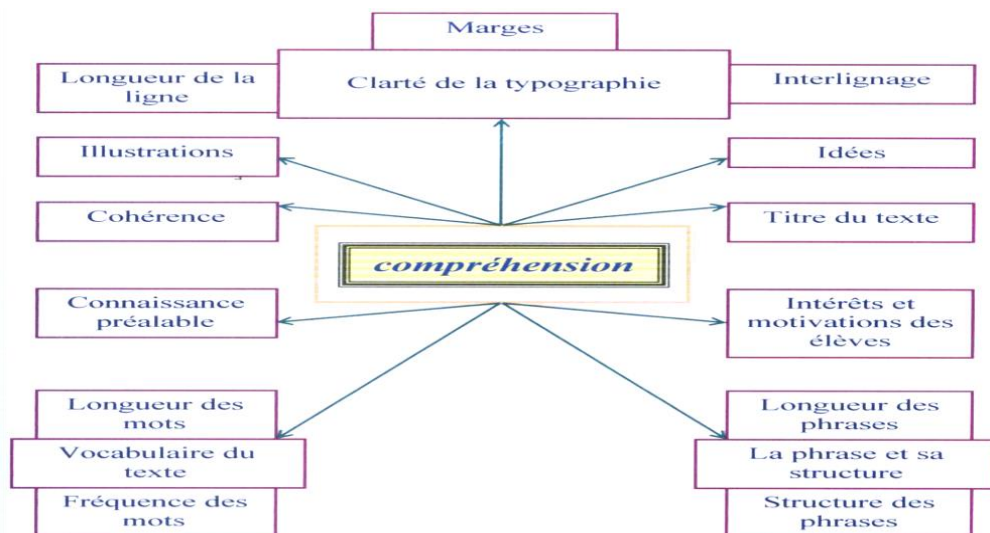 Marges
Longueur de la
ligne
Clarté de la typographie
Interlignage
Illustrations
Idées
Cohérence
Titre du texte
compréhension
Connaissance
préalable
Intérêts et
motivations des
élèves
Longueur des
mots
Longueur des
phrases
Vocabulaire du
texte
La phrase et sa
structure
Fréquence des
mots
Structure des
phrases